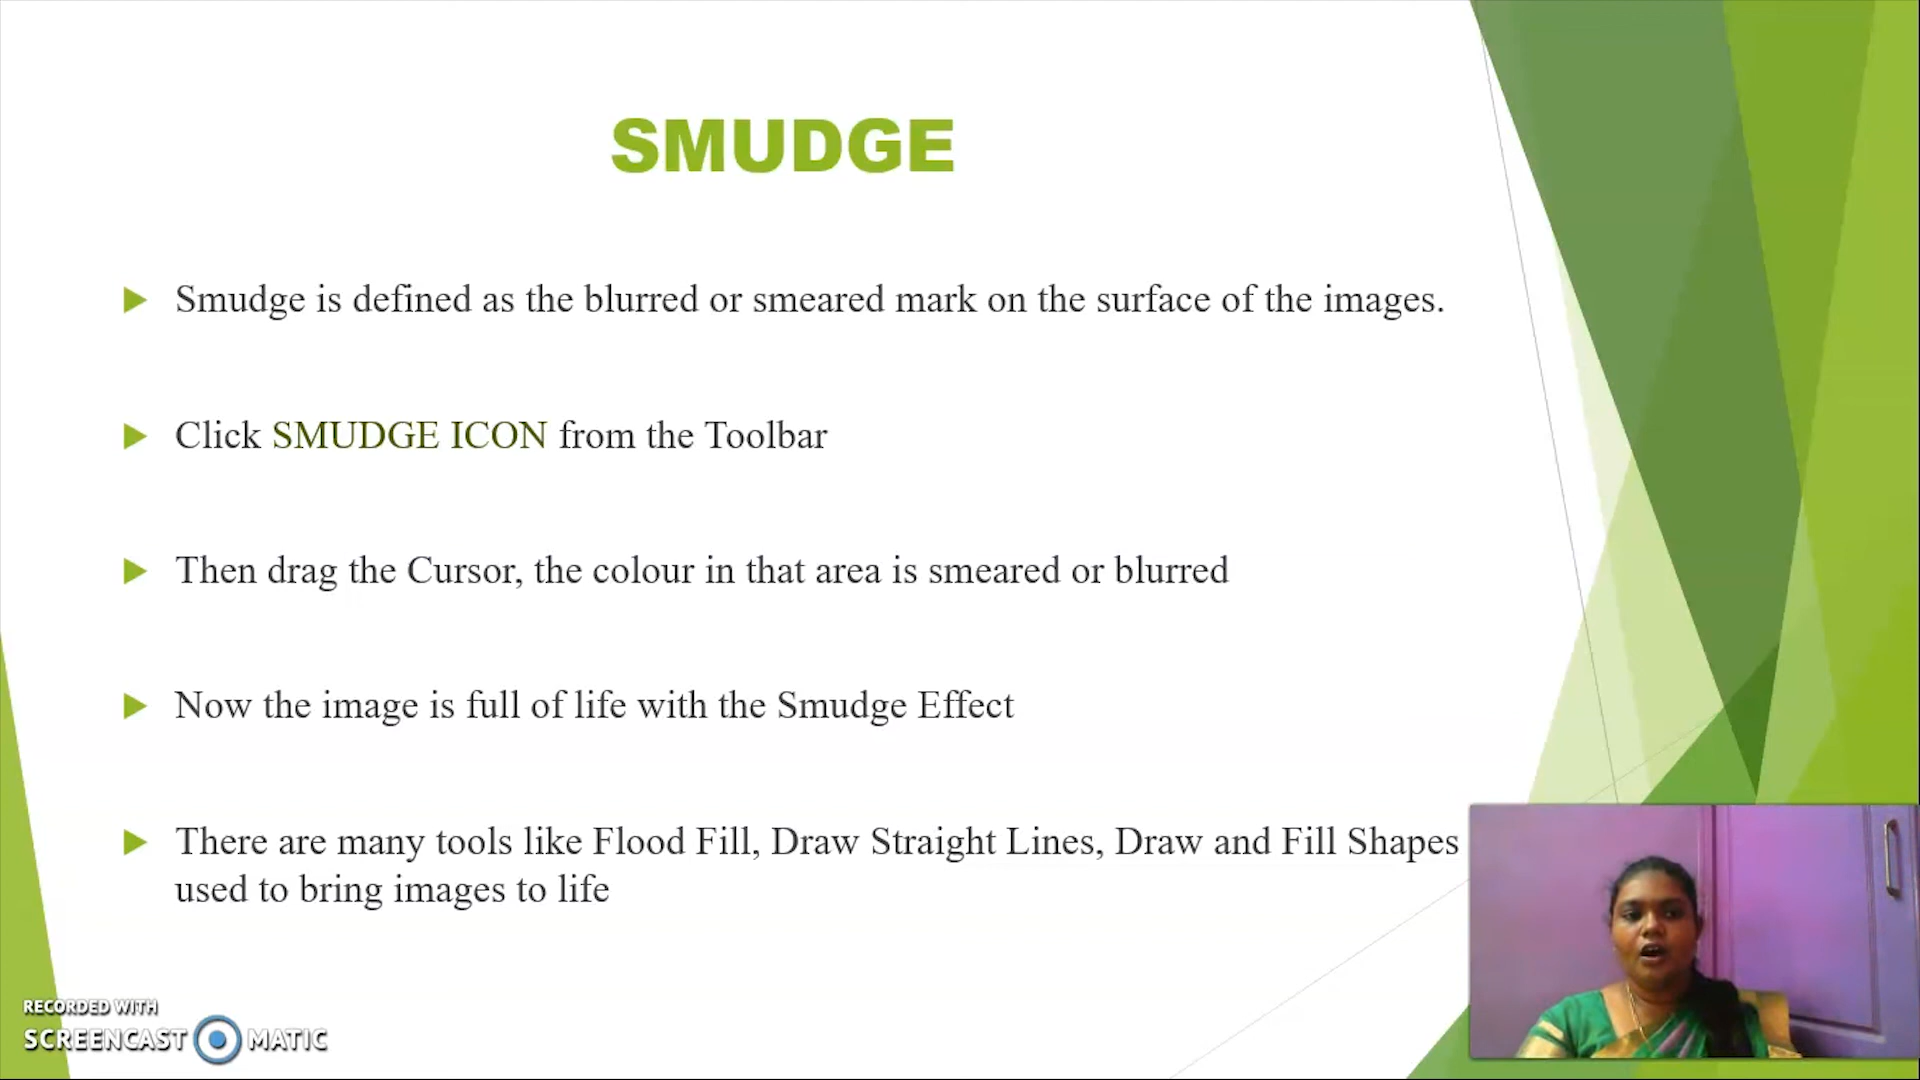 SMUDGE
Smudge is defined as the blurred or smeared mark on the surface of the images.
Click SMUDGE ICON from the Toolbar
Then drag the Cursor, the colour in that area is smeared or blurred
Now the image is full of life with the Smudge Effect
There are many tools like Flood Fill, Draw Straight Lines, Draw and Fill Shapes
used to bring images to life
RECORDED WITH
SCREENCAST MATIC